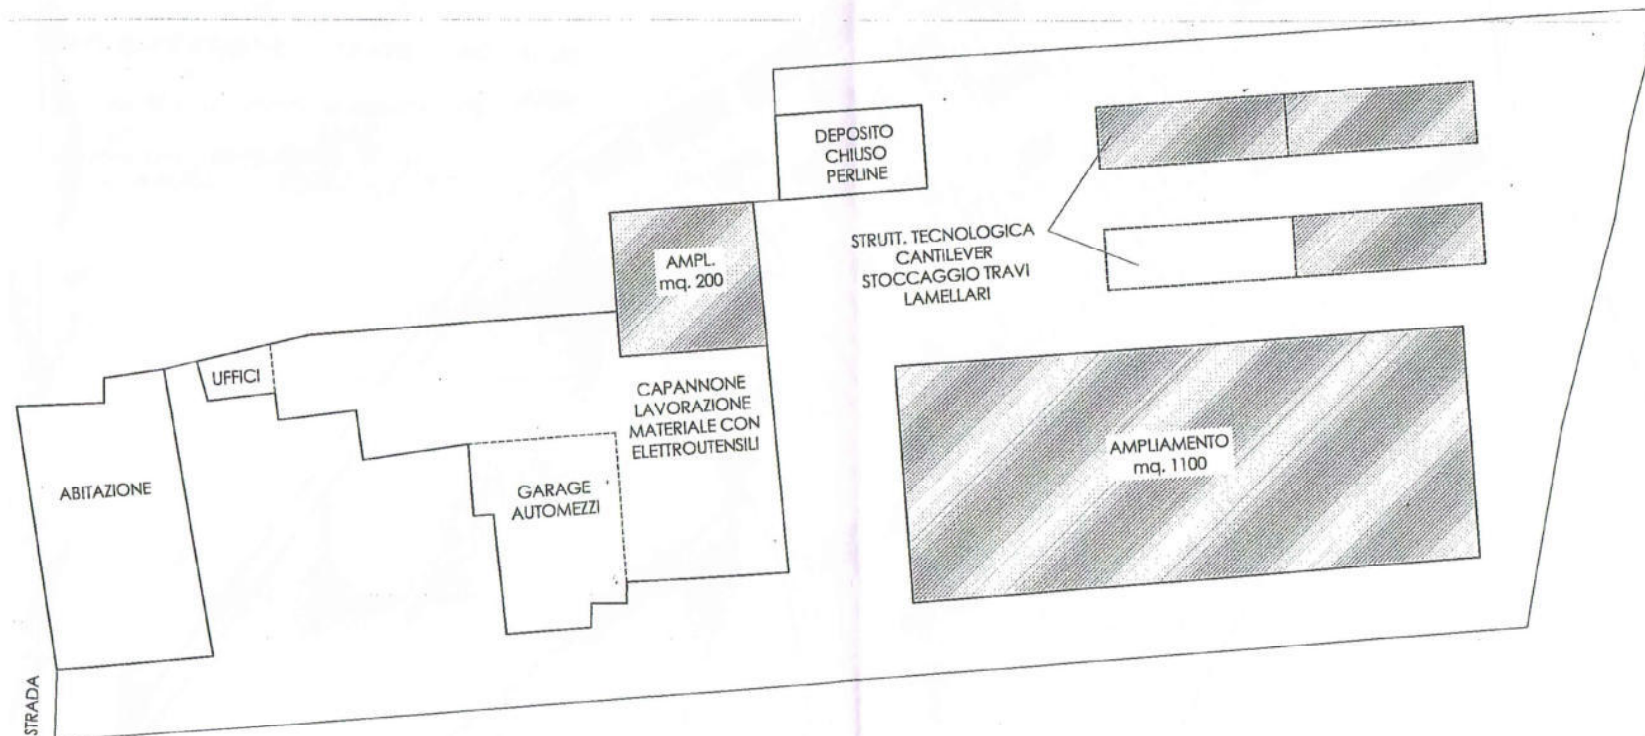 DEPOSITO
CHIUSO
PERLINE
AMPL.
mq. 200
STRUTT. TECNOLOGICA
CANTILEVER
STOCCAGGIO TRAVI
LAMELLARI
UFFICI
CAPANNONE
LAVORAZIONE
MATERIALE CON
ELETTROUTENSILI
AMPLIAMENTO
mq. 1100
ABITAZIONE
GARAGE
AUTOMEZZI
STRADA